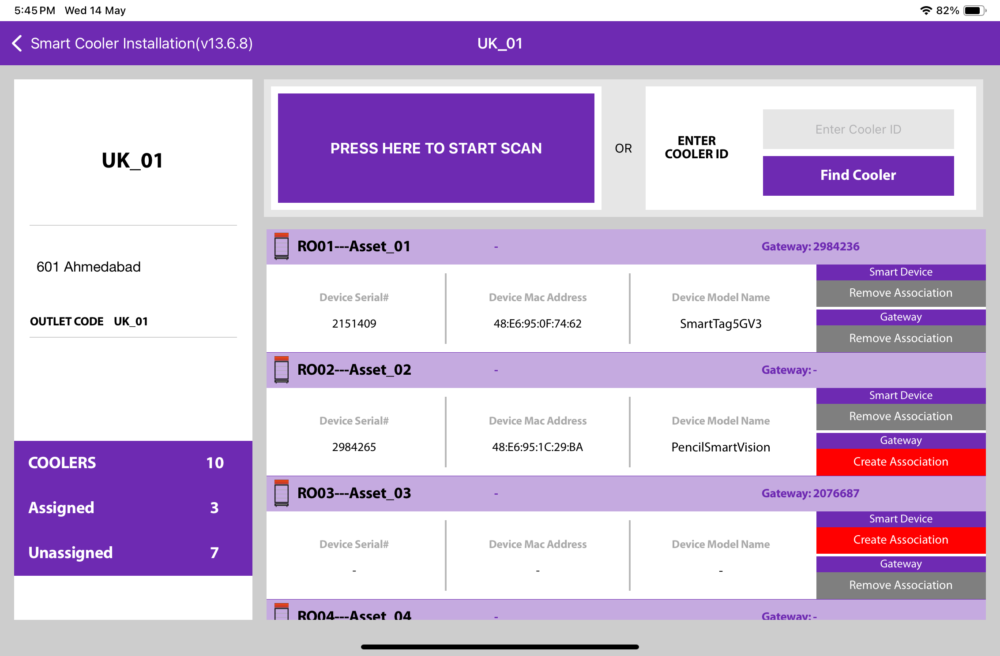 5:45 PM Wed 14 May
82%
Smart Cooler Installation(v13.6.8)
UK_01
UK_01
601 Ahmedabad
OUTLET CODE UK_01
COOLERS 10
Assigned 3
Unassigned 7
PRESS HERE TO START SCAN
OR
ENTER
COOLER ID
Enter Cooler ID
Find Cooler
RO01---Asset_01 - Gateway: 2984236
Device Serial# Device Mac Address Device Model Name
2151409 48:E6:95:0F:74:62 SmartTag5GV3
Smart Device
Remove Association
Gateway
Remove Association
RO02---Asset_02 - Gateway: -
Device Serial# Device Mac Address Device Model Name
2984265 48:E6:95:1C:29:BA PencilSmartVision
Smart Device
Remove Association
Gateway
Create Association
RO03---Asset_03 - Gateway: 2076687
Device Serial# Device Mac Address Device Model Name
- - -
Smart Device
Create Association
Gateway
Remove Association
RO04---Asset_04 - Gateway: -